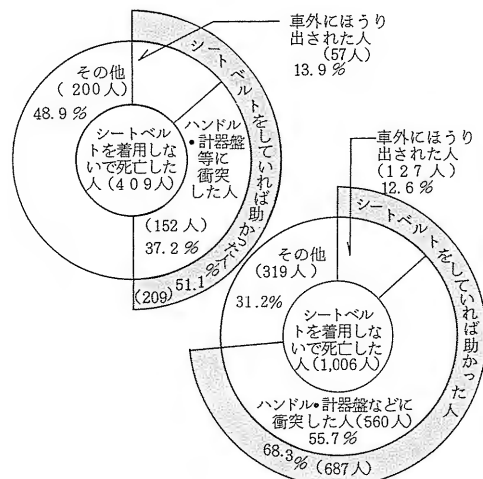 車外にほうり
出された人
(57人)
13.9%
その他
(200人)
48.9%
シートベル
トを着用しな
いで死亡した
人(409人)
ハンドル
・計器盤
等に
衝突
した人
(152人)
37.2%
シートベルトをしていれば助かった人
51.1%
(209)
車外にほうり
出された人
(127人)
12.6%
その他
(319人)
31.2%
シートベル
トを着用しな
いで死亡した
人(1,006人)
ハンドル・計器盤などに
衝突した人(560人)
55.7%
シートベルトをしていれば助かった人
68.3%(687人)